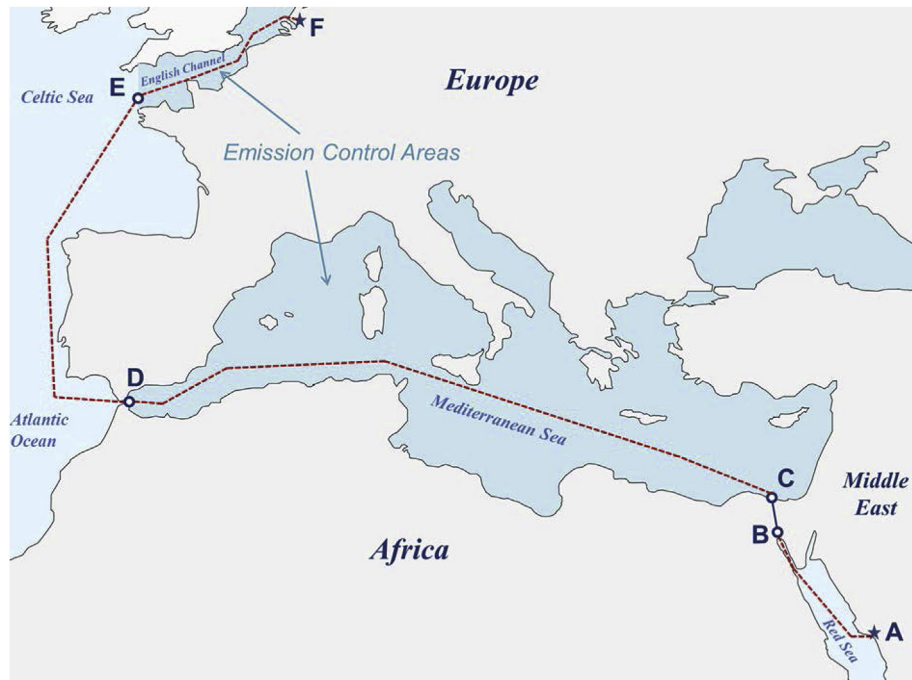 F
English Channel
E
Celtic Sea
Europe
Emission Control Areas
D
Atlantic
Ocean
Mediterranean Sea
C
Middle
East
B
Africa
Red Sea
A